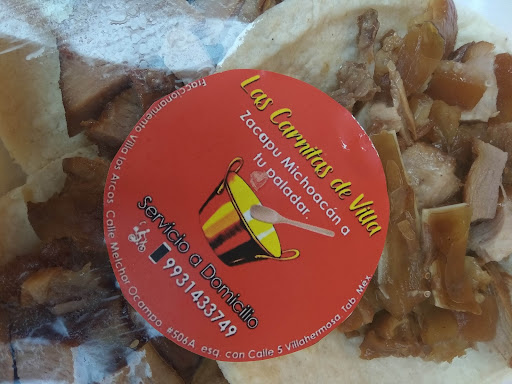 Las Carnitas de Villa
Zacapu Michoacán a
tu paladar.
Servicio a Domicilio
9931433749
Fraccionamiento Villa los Arcos Calle Melchor Ocampo #506A esq. con Calle 5 Villahermosa Tab. Mex.